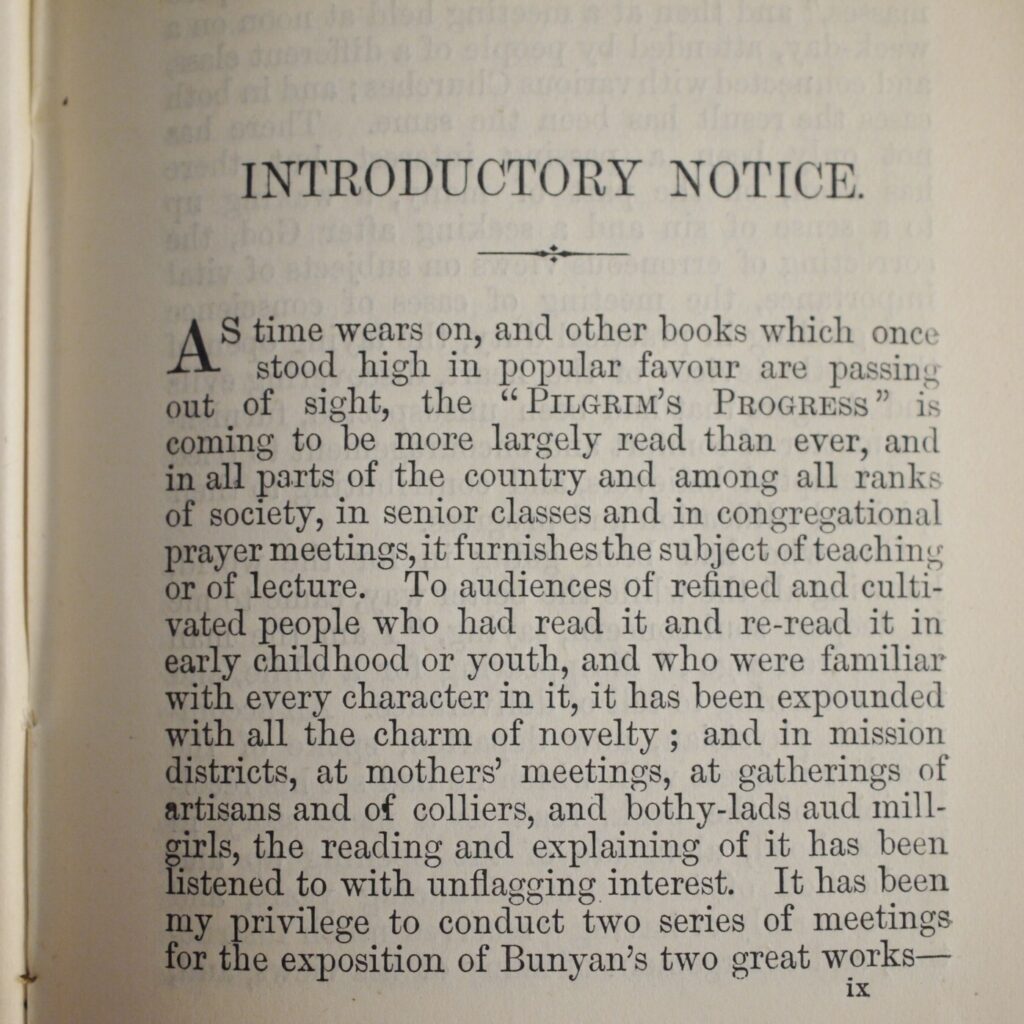 INTRODUCTORY NOTICE.
AS time wears on, and other books which once
stood high in popular favour are passing
out of sight, the "PILGRIM'S PROGRESS" is
coming to be more largely read than ever, and
in all parts of the country and among all ranks
of society, in senior classes and in congregational
prayer meetings, it furnishes the subject of teaching
or of lecture. To audiences of refined and culti-
vated people who had read it and re-read it in
early childhood or youth, and who were familiar
with every character in it, it has been expounded
with all the charm of novelty ; and in mission
districts, at mothers' meetings, at gatherings of
artisans and of colliers, and bothy-lads aud mill-
girls, the reading and explaining of it has been
listened to with unflagging interest. It has been
my privilege to conduct two series of meetings
for the exposition of Bunyan's two great works—
ix